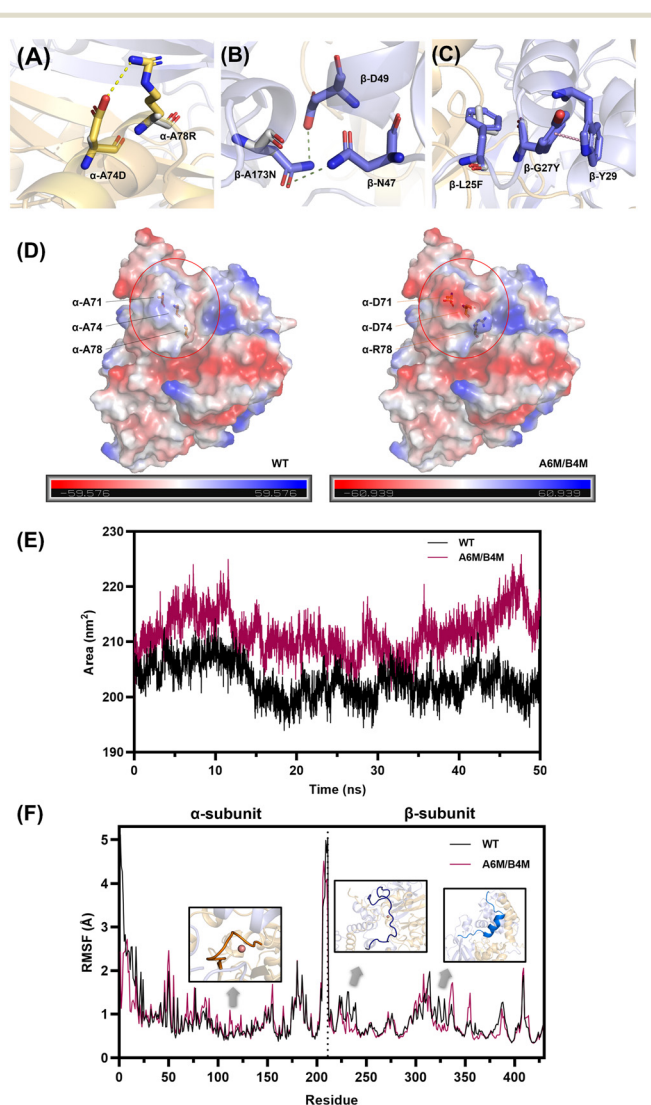 (A)
α-A78R
α-A74D
(B)
β-D49
β-A173N
β-N47
(C)
β-G27Y
β-L25F
β-Y29
(D)
α-A71
α-A74
α-A78
WT
-59.576 59.576
α-D71
α-D74
α-R78
A6M/B4M
-60.939 60.939
(E)
230
220
210
200
190
Area (nm²)
WT
A6M/B4M
0 10 20 30 40 50
Time (ns)
(F)
α-subunit β-subunit
5
4
3
2
1
0
RMSF (Å)
WT
A6M/B4M
0 50 100 150 200 250 300 350 400
Residue